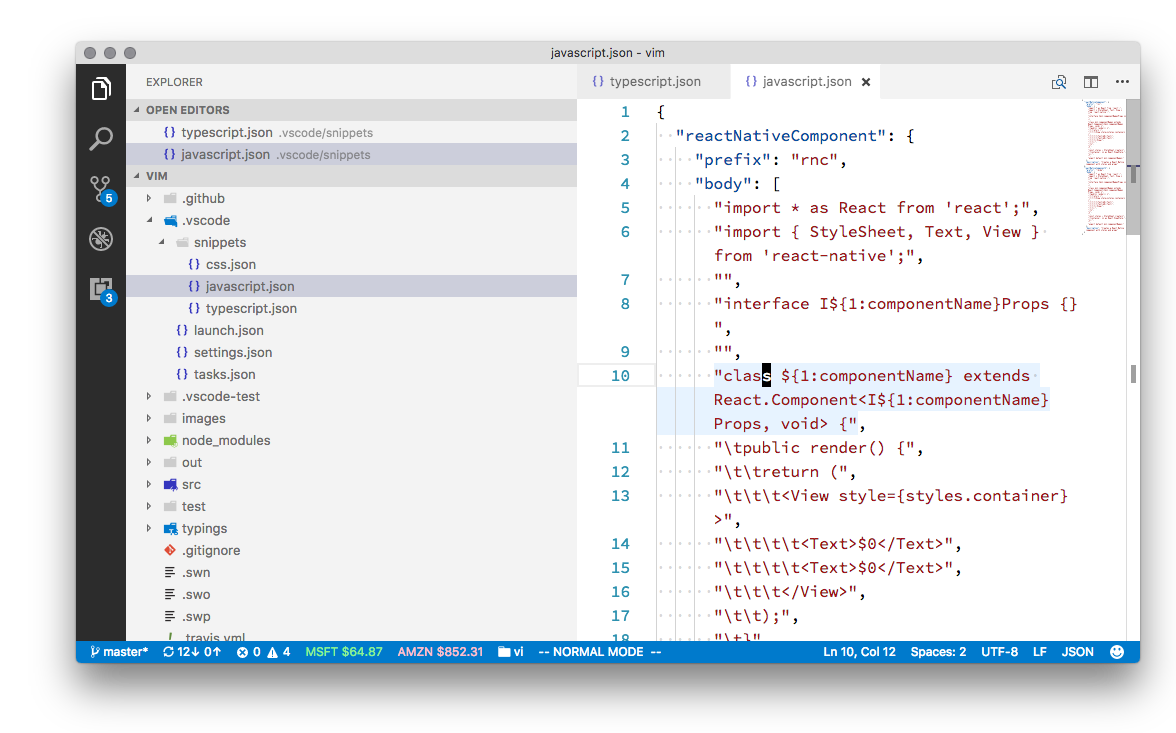 javascript.json - vim
EXPLORER
OPEN EDITORS
{} typescript.json .vscode/snippets
{} javascript.json .vscode/snippets
VIM
.github
.vscode
snippets
{} css.json
{} javascript.json
{} typescript.json
{} launch.json
{} settings.json
{} tasks.json
.vscode-test
images
node_modules
out
src
test
typings
.gitignore
.swn
.swo
.swp
.travis.yml
5
3
{} typescript.json {} javascript.json ×
1 {
2 "reactNativeComponent": {
3 "prefix": "rnc",
4 "body": [
5 "import * as React from 'react';",
6 "import { StyleSheet, Text, View }
from 'react-native';",
7 "",
8 "interface I${1:componentName}Props {}
",
9 "",
10 "class ${1:componentName} extends
React.Component<I${1:componentName}
Props, void> {",
11 "\tpublic render() {",
12 "\t\treturn (",
13 "\t\t\t<View style={styles.container}
>",
14 "\t\t\t\t<Text>$0</Text>",
15 "\t\t\t\t<Text>$0</Text>",
16 "\t\t\t</View>",
17 "\t\t);",
18 "\t}"
master* 12↓ 0↑ 0 4 MSFT $64.87 AMZN $852.31 vi -- NORMAL MODE -- Ln 10, Col 12 Spaces: 2 UTF-8 LF JSON